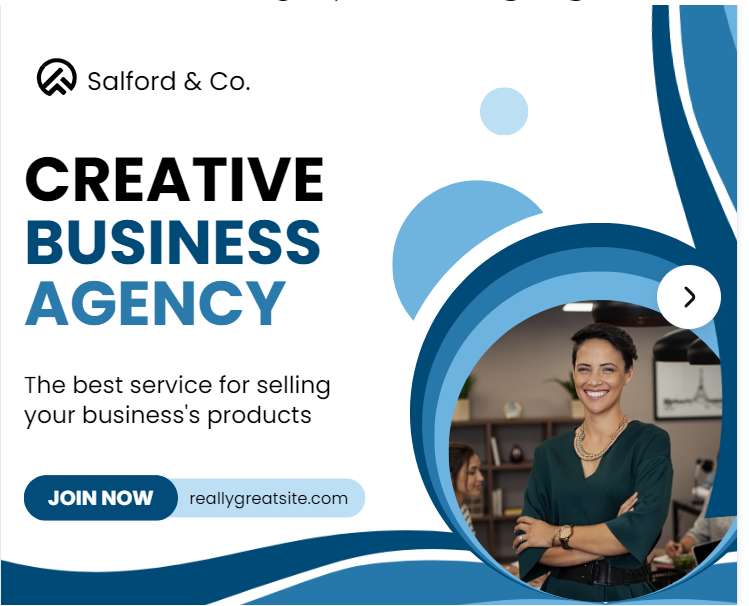 Salford & Co.
CREATIVE
BUSINESS
AGENCY
The best service for selling
your business's products
JOIN NOW reallygreatsite.com